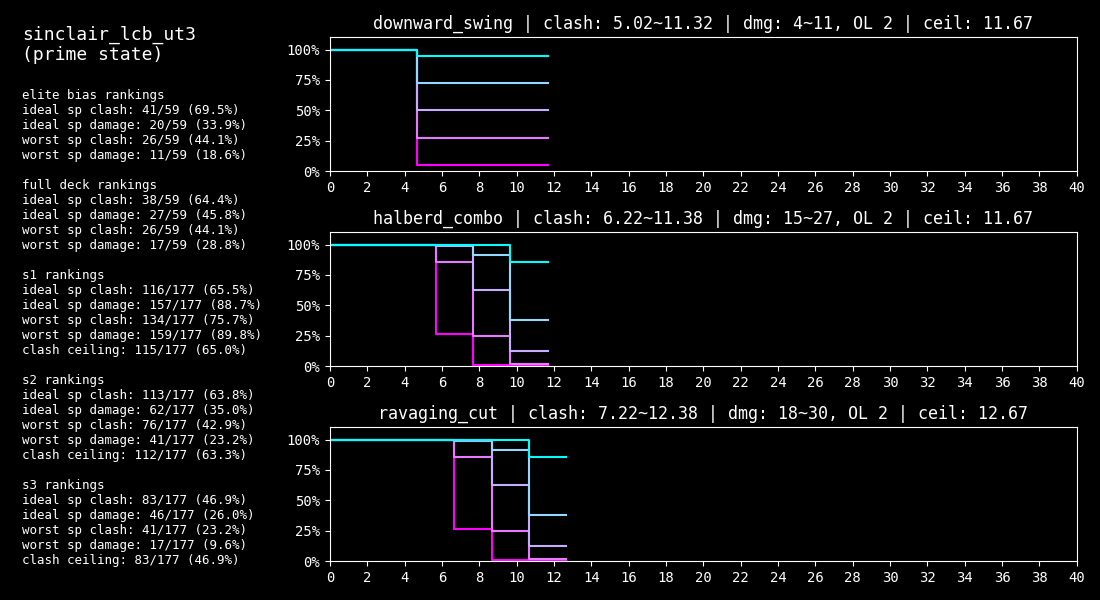 sinclair_lcb_ut3
(prime state)
elite bias rankings
ideal sp clash: 41/59 (69.5%)
ideal sp damage: 20/59 (33.9%)
worst sp clash: 26/59 (44.1%)
worst sp damage: 11/59 (18.6%)
full deck rankings
ideal sp clash: 38/59 (64.4%)
ideal sp damage: 27/59 (45.8%)
worst sp clash: 26/59 (44.1%)
worst sp damage: 17/59 (28.8%)
s1 rankings
ideal sp clash: 116/177 (65.5%)
ideal sp damage: 157/177 (88.7%)
worst sp clash: 134/177 (75.7%)
worst sp damage: 159/177 (89.8%)
clash ceiling: 115/177 (65.0%)
s2 rankings
ideal sp clash: 113/177 (63.8%)
ideal sp damage: 62/177 (35.0%)
worst sp clash: 76/177 (42.9%)
worst sp damage: 41/177 (23.2%)
clash ceiling: 112/177 (63.3%)
s3 rankings
ideal sp clash: 83/177 (46.9%)
ideal sp damage: 46/177 (26.0%)
worst sp clash: 41/177 (23.2%)
worst sp damage: 17/177 (9.6%)
clash ceiling: 83/177 (46.9%)
downward_swing | clash: 5.02~11.32 | dmg: 4~11, OL 2 | ceil: 11.67
100%
75%
50%
25%
0%
0 2 4 6 8 10 12 14 16 18 20 22 24 26 28 30 32 34 36 38 40
halberd_combo | clash: 6.22~11.38 | dmg: 15~27, OL 2 | ceil: 11.67
100%
75%
50%
25%
0%
0 2 4 6 8 10 12 14 16 18 20 22 24 26 28 30 32 34 36 38 40
ravaging_cut | clash: 7.22~12.38 | dmg: 18~30, OL 2 | ceil: 12.67
100%
75%
50%
25%
0%
0 2 4 6 8 10 12 14 16 18 20 22 24 26 28 30 32 34 36 38 40